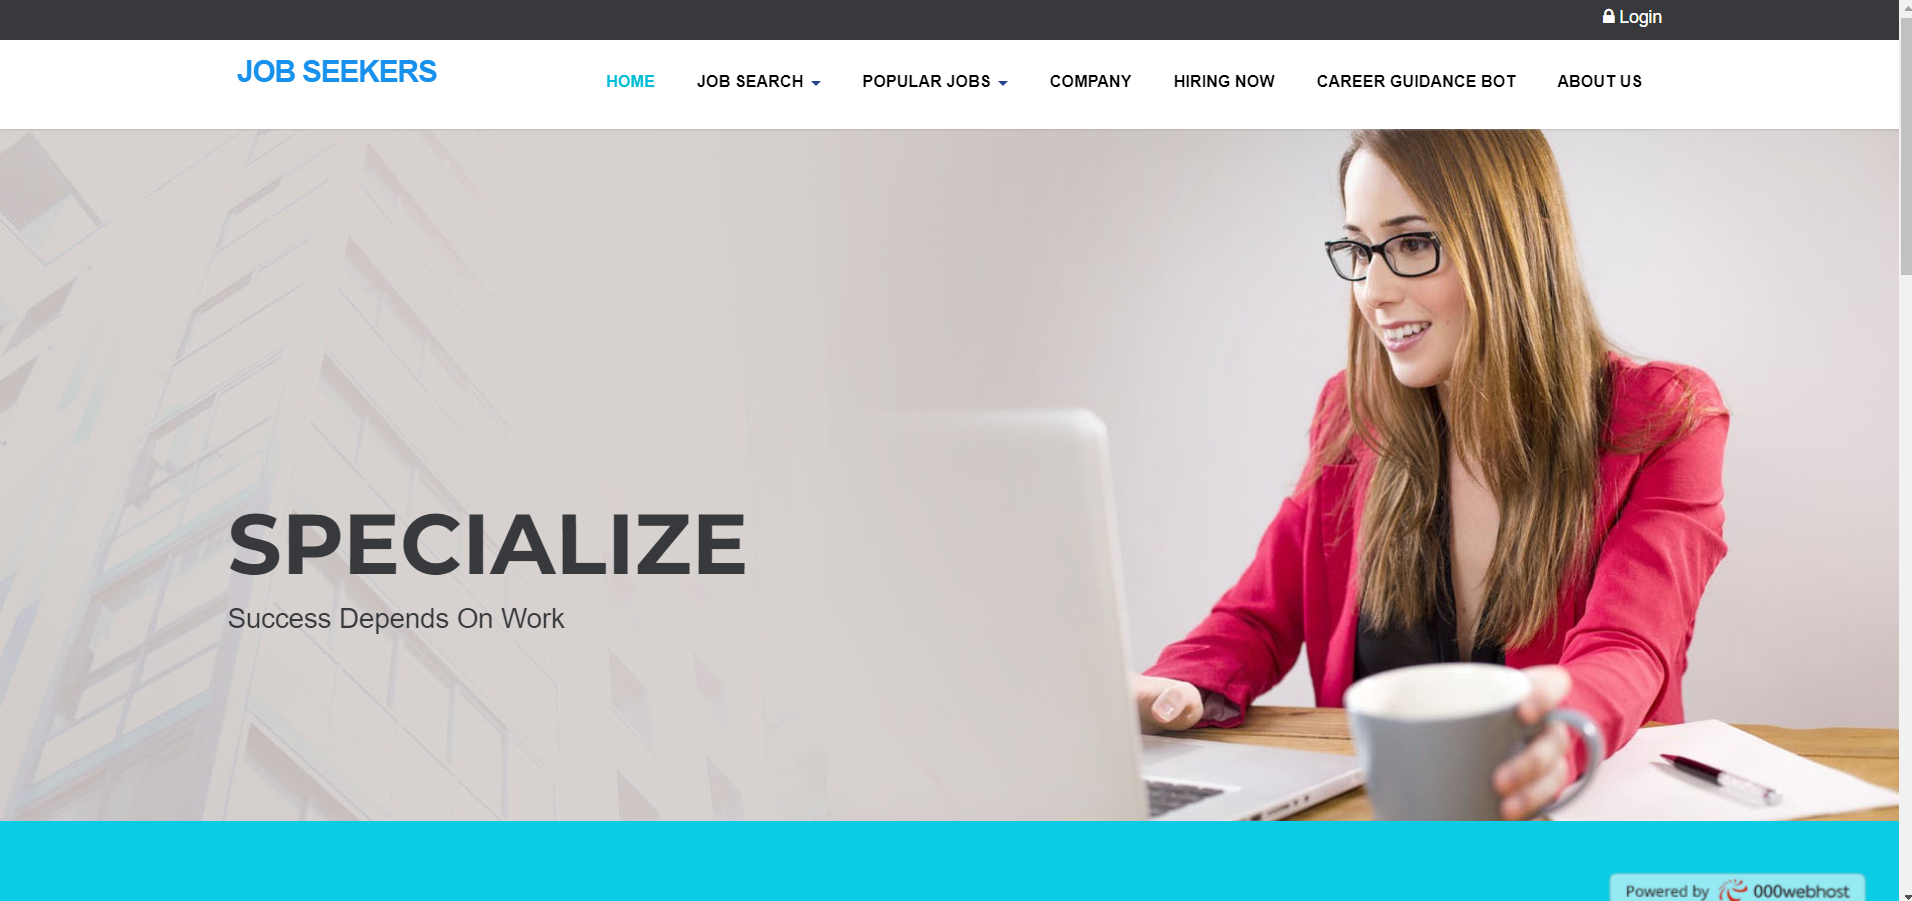 Login
JOB SEEKERS
HOME JOB SEARCH POPULAR JOBS COMPANY HIRING NOW CAREER GUIDANCE BOT ABOUT US
SPECIALIZE
Success Depends On Work
Powered by 000webhost